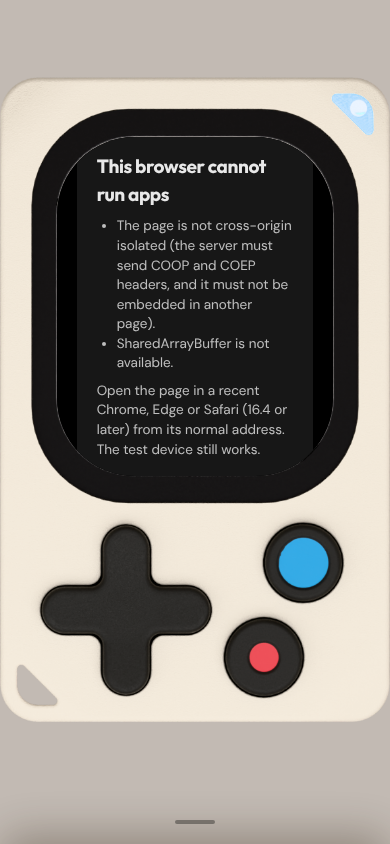 This browser cannot
run apps
• The page is not cross-origin
isolated (the server must
send COOP and COEP
headers, and it must not be
embedded in another
page).
• SharedArrayBuffer is not
available.
Open the page in a recent
Chrome, Edge or Safari (16.4 or
later) from its normal address.
The test device still works.